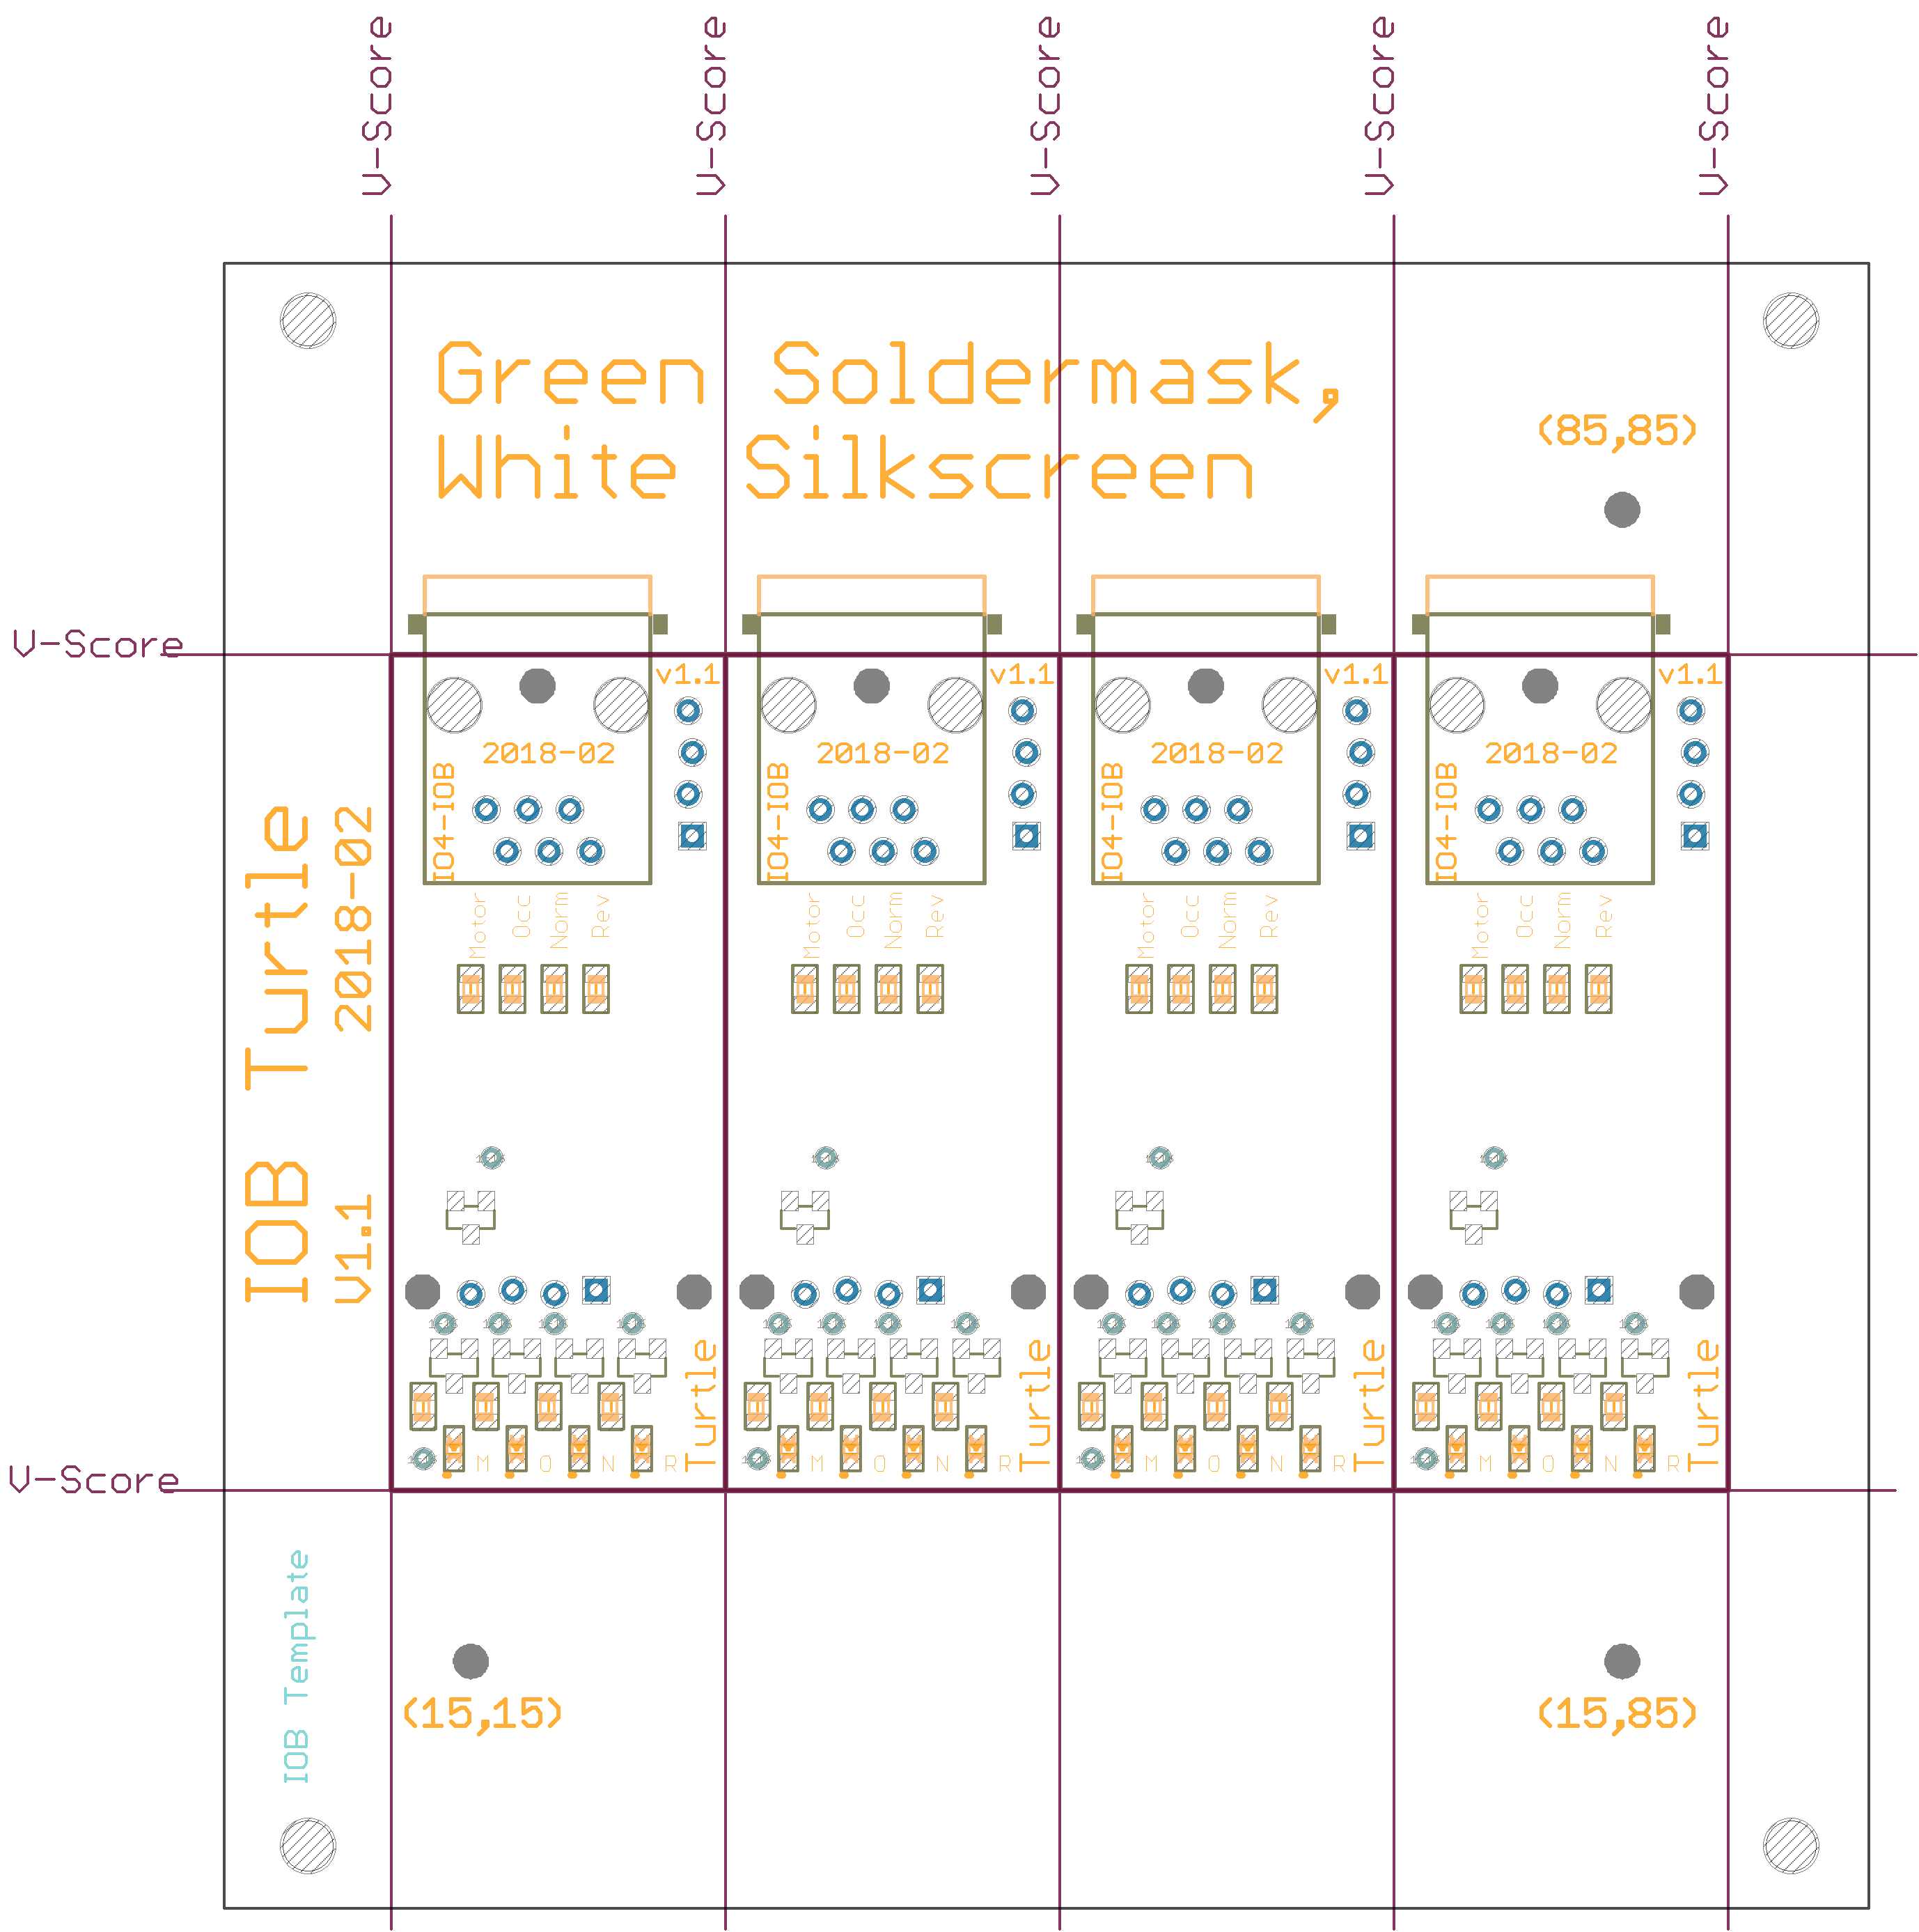 V-Score
V-Score
V-Score
V-Score
V-Score
Green Soldermask,
White Silkscreen
(85,85)
V-Score
IOB Turtle
v1.1 2018-02
v1.1
2018-02
IO4-IOB
Motor
Occ
Norm
Rev
M O N R
Turtle
v1.1
2018-02
IO4-IOB
Motor
Occ
Norm
Rev
M O N R
Turtle
v1.1
2018-02
IO4-IOB
Motor
Occ
Norm
Rev
M O N R
Turtle
v1.1
2018-02
IO4-IOB
Motor
Occ
Norm
Rev
M O N R
Turtle
V-Score
IOB Template
(15,15)
(15,85)